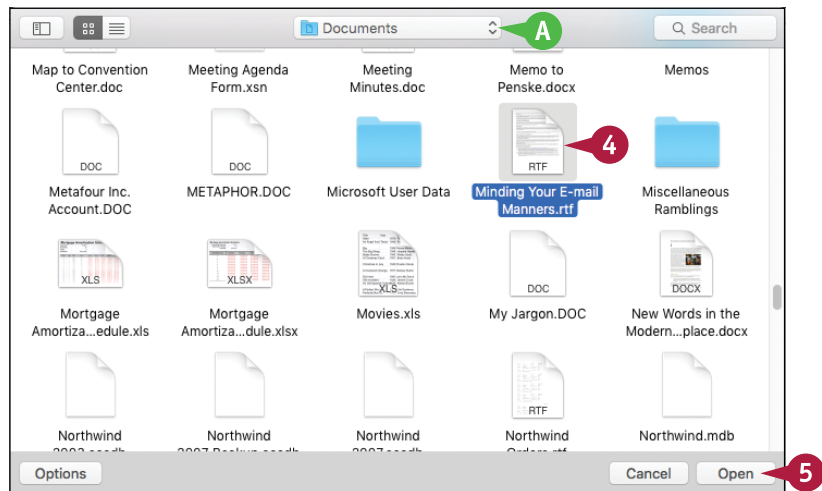 Documents
A
Search
Map to Convention Meeting Agenda Meeting Memo to Memos
Center.doc Form.xsn Minutes.doc Penske.docx
DOC DOC RTF 4
Metafour Inc. METAPHOR.DOC Microsoft User Data Minding Your E-mail Miscellaneous
Account.DOC Manners.rtf Ramblings
XLS XLSX XLS DOC DOCX
Mortgage Mortgage Movies.xls My Jargon.DOC New Words in the
Amortiza...edule.xls Amortiza...dule.xlsx Modern...place.docx
RTF
Northwind Northwind Northwind Northwind Northwind.mdb
Options Cancel Open 5